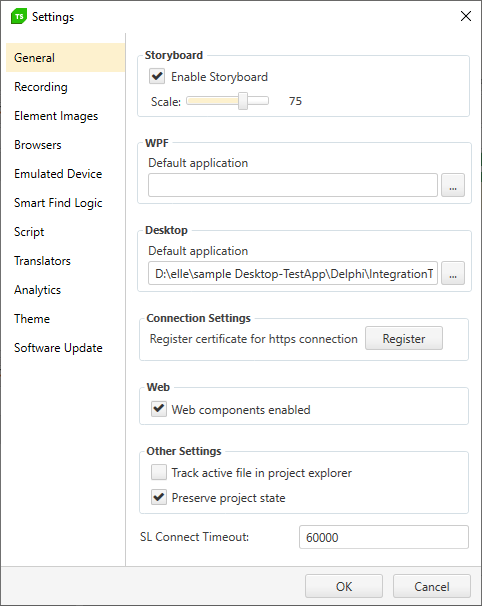 TS Settings
General
Recording
Element Images
Browsers
Emulated Device
Smart Find Logic
Script
Translators
Analytics
Theme
Software Update
Storyboard
Enable Storyboard
Scale: 75
WPF
Default application
...
Desktop
Default application
D:\elle\sample Desktop-TestApp\Delphi\IntegrationT ...
Connection Settings
Register certificate for https connection Register
Web
Web components enabled
Other Settings
Track active file in project explorer
Preserve project state
SL Connect Timeout: 60000
OK Cancel